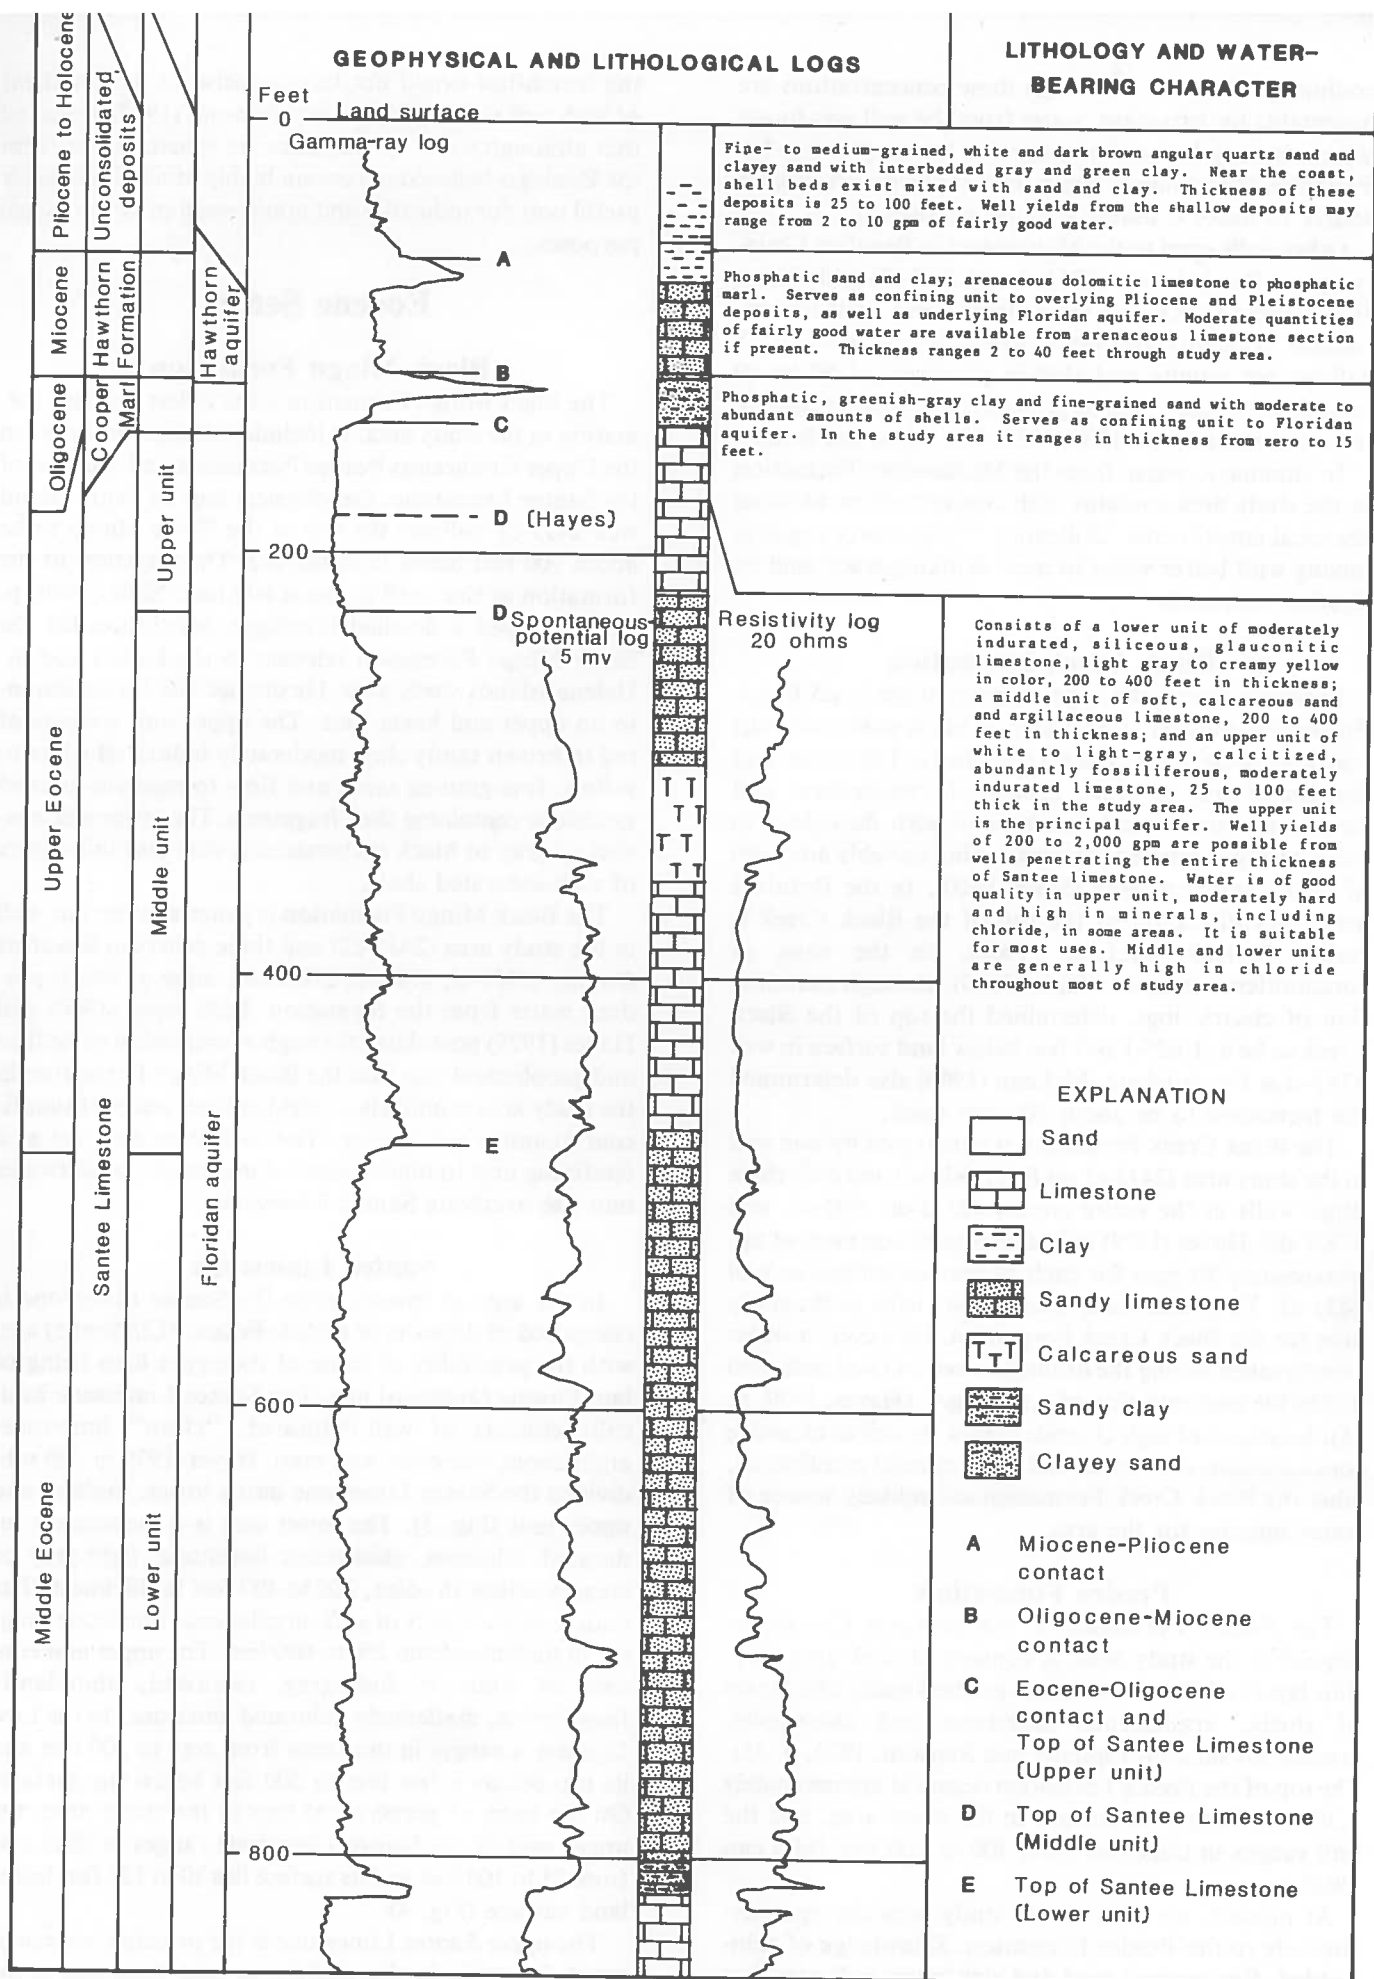 Pliocene to Holocene
Unconsolidated
deposits
Miocene
Hawthorn
Formation
Hawthorn
aquifer
Oligocene
Cooper
Marl
Upper unit
Upper Eocene
Middle unit
Santee Limestone
Floridan aquifer
Middle Eocene
Lower unit
GEOPHYSICAL AND LITHOLOGICAL LOGS
Feet
0
Land surface
Gamma-ray log
A
B
C
D (Hayes)
200
D
Spontaneous-
potential log
5 mv
Resistivity log
20 ohms
T T
T
T
T T
T T
400
E
600
800
LITHOLOGY AND WATER-
BEARING CHARACTER
Fine- to medium-grained, white and dark brown angular quartz sand and
clayey sand with interbedded gray and green clay. Near the coast,
shell beds exist mixed with sand and clay. Thickness of these
deposits is 25 to 100 feet. Well yields from the shallow deposits may
range from 2 to 10 gpm of fairly good water.
Phosphatic sand and clay; arenaceous dolomitic limestone to phosphatic
marl. Serves as confining unit to overlying Pliocene and Pleistocene
deposits, as well as underlying Floridan aquifer. Moderate quantities
of fairly good water are available from arenaceous limestone section
if present. Thickness ranges 2 to 40 feet through study area.
Phosphatic, greenish-gray clay and fine-grained sand with moderate to
abundant amounts of shells. Serves as confining unit to Floridan
aquifer. In the study area it ranges in thickness from zero to 15
feet.
Consists of a lower unit of moderately
indurated, siliceous, glauconitic
limestone, light gray to creamy yellow
in color, 200 to 400 feet in thickness;
a middle unit of soft, calcareous sand
and argillaceous limestone, 200 to 400
feet in thickness; and an upper unit of
white to light-gray, calcitized,
abundantly fossiliferous, moderately
indurated limestone, 25 to 100 feet
thick in the study area. The upper unit
is the principal aquifer. Well yields
of 200 to 2,000 gpm are possible from
wells penetrating the entire thickness
of Santee limestone. Water is of good
quality in upper unit, moderately hard
and high in minerals, including
chloride, in some areas. It is suitable
for most uses. Middle and lower units
are generally high in chloride
throughout most of study area.
EXPLANATION
Sand
Limestone
Clay
Sandy limestone
TTT Calcareous sand
Sandy clay
Clayey sand
A Miocene-Pliocene
contact
B Oligocene-Miocene
contact
C Eocene-Oligocene
contact and
Top of Santee Limestone
(Upper unit)
D Top of Santee Limestone
(Middle unit)
E Top of Santee Limestone
(Lower unit)